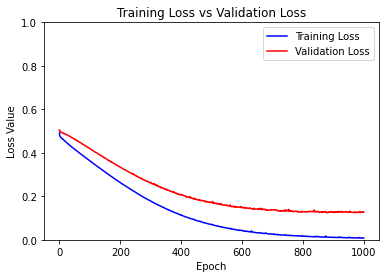 Training Loss vs Validation Loss
1.0
0.8
0.6
0.4
0.2
0.0
Loss Value
Training Loss
Validation Loss
0 200 400 600 800 1000
Epoch